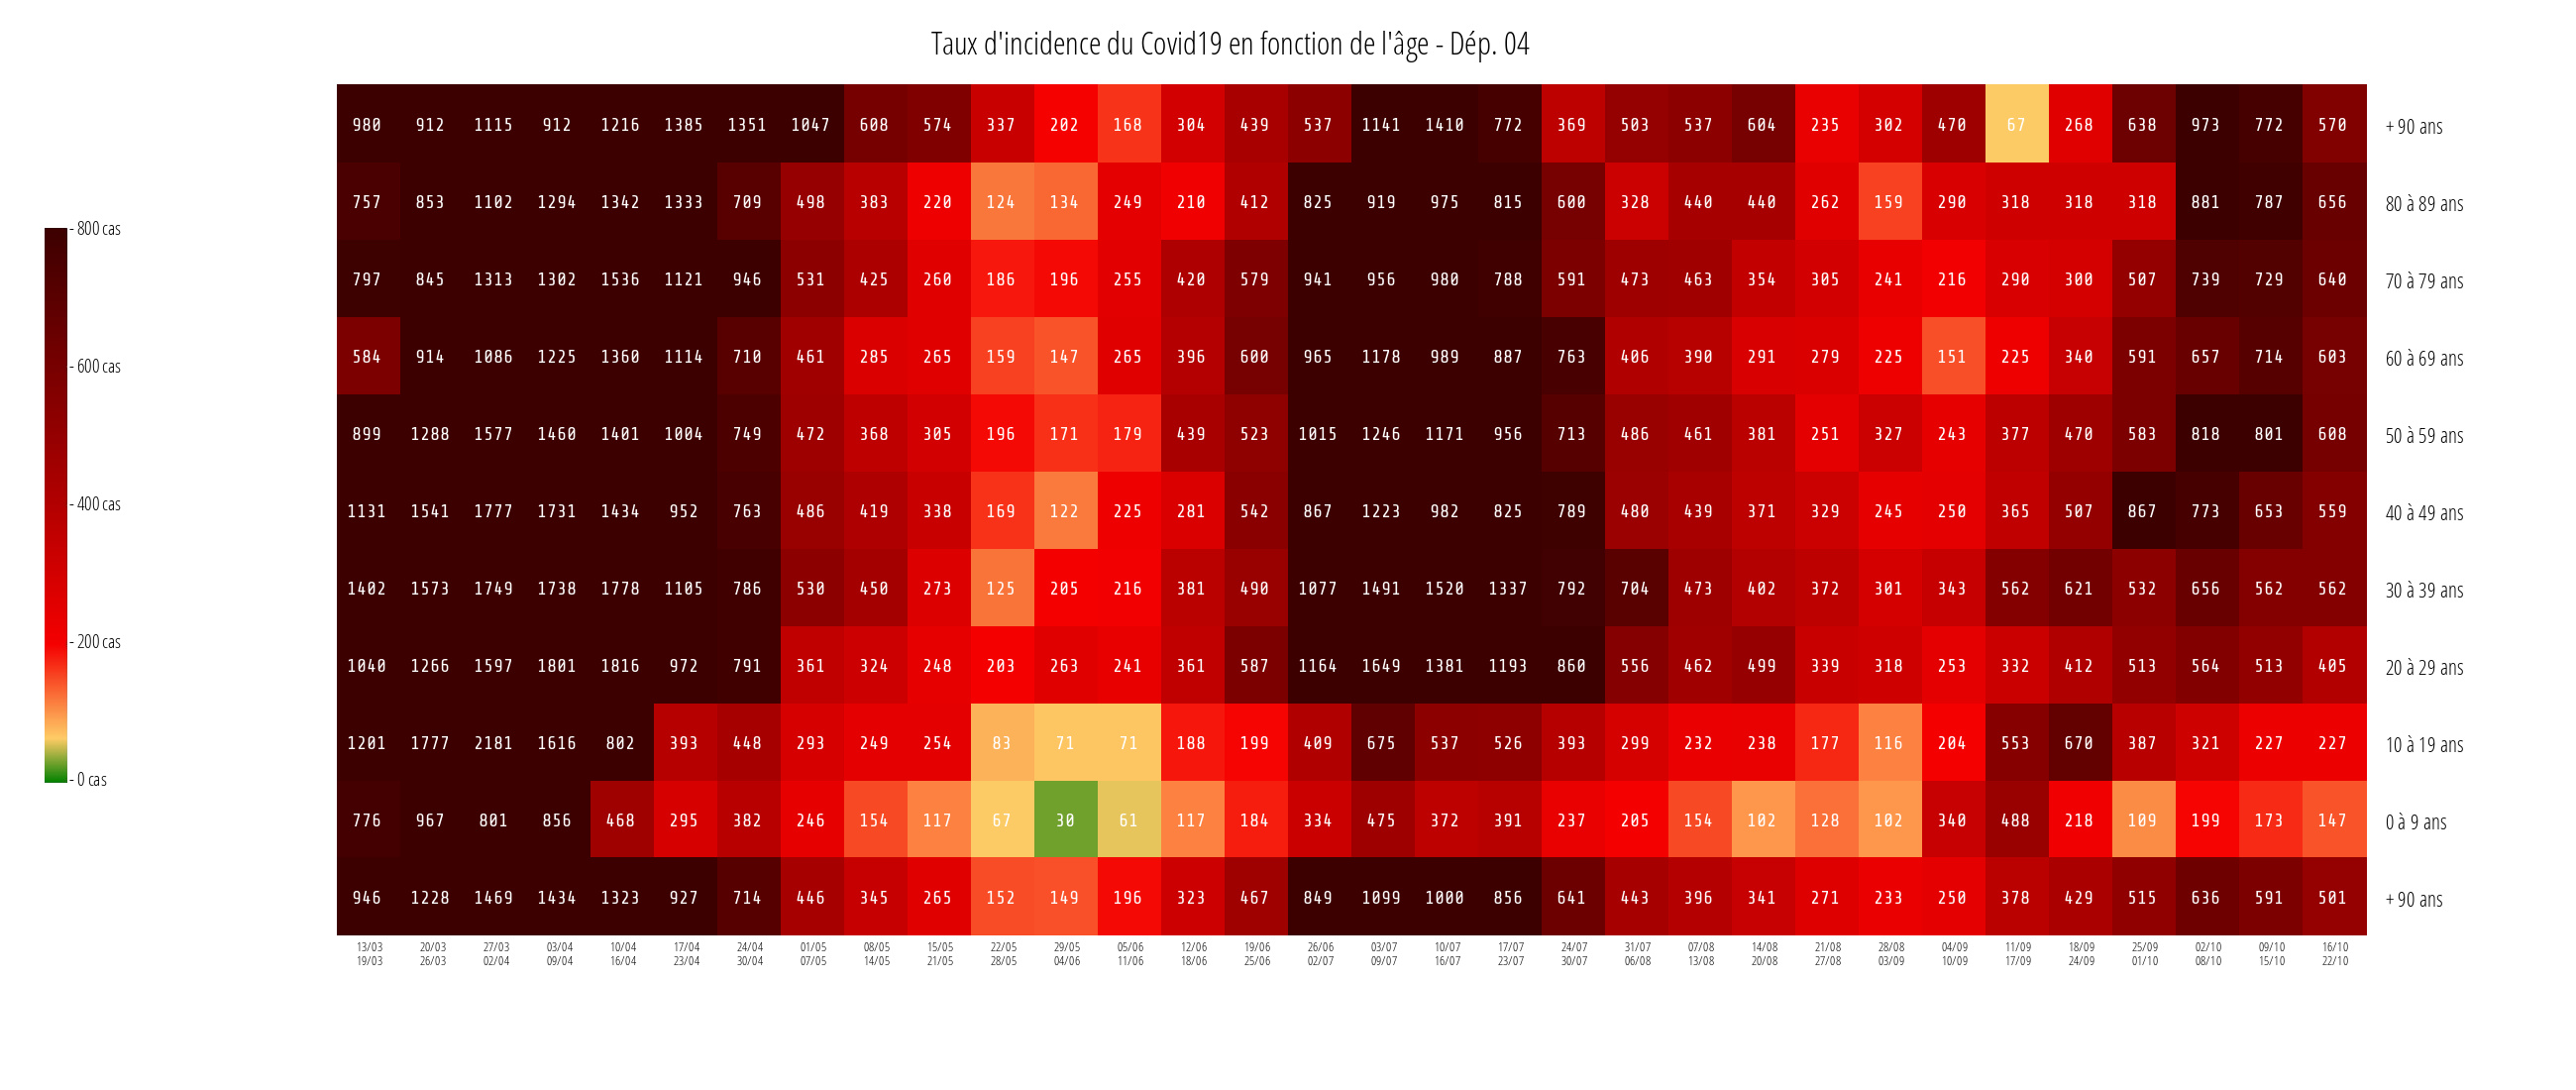 Taux d'incidence du Covid19 en fonction de l'âge - Dép. 04
980 912 1115 912 1216 1385 1351 1047 608 574 337 202 168 304 439 537 1141 1410 772 369 503 537 604 235 302 470 67 268 638 973 772 570 + 90 ans
757 853 1102 1294 1342 1333 709 498 383 220 124 134 249 210 412 825 919 975 815 600 328 440 440 262 159 290 318 318 318 881 787 656 80 à 89 ans
- 800 cas
797 845 1313 1302 1536 1121 946 531 425 260 186 196 255 420 579 941 956 980 788 591 473 463 354 305 241 216 290 300 507 739 729 640 70 à 79 ans
584 914 1086 1225 1360 1114 710 461 285 265 159 147 265 396 600 965 1178 989 887 763 406 390 291 279 225 151 225 340 591 657 714 603 60 à 69 ans
- 600 cas
899 1288 1577 1460 1401 1004 749 472 368 305 196 171 179 439 523 1015 1246 1171 956 713 486 461 381 251 327 243 377 470 583 818 801 608 50 à 59 ans
- 400 cas
1131 1541 1777 1731 1434 952 763 486 419 338 169 122 225 281 542 867 1223 982 825 789 480 439 371 329 245 250 365 507 867 773 653 559 40 à 49 ans
1402 1573 1749 1738 1778 1105 786 530 450 273 125 205 216 381 490 1077 1491 1520 1337 792 704 473 402 372 301 343 562 621 532 656 562 562 30 à 39 ans
- 200 cas
1040 1266 1597 1801 1816 972 791 361 324 248 203 263 241 361 587 1164 1649 1381 1193 860 556 462 499 339 318 253 332 412 513 564 513 405 20 à 29 ans
1201 1777 2181 1616 802 393 448 293 249 254 83 71 71 188 199 409 675 537 526 393 299 232 238 177 116 204 553 670 387 321 227 227 10 à 19 ans
- 0 cas
776 967 801 856 468 295 382 246 154 117 67 30 61 117 184 334 475 372 391 237 205 154 102 128 102 340 488 218 109 199 173 147 0 à 9 ans
946 1228 1469 1434 1323 927 714 446 345 265 152 149 196 323 467 849 1099 1000 856 641 443 396 341 271 233 250 378 429 515 636 591 501 + 90 ans
13/03 20/03 27/03 03/04 10/04 17/04 24/04 01/05 08/05 15/05 22/05 29/05 05/06 12/06 19/06 26/06 03/07 10/07 17/07 24/07 31/07 07/08 14/08 21/08 28/08 04/09 11/09 18/09 25/09 02/10 09/10 16/10
19/03 26/03 02/04 09/04 16/04 23/04 30/04 07/05 14/05 21/05 28/05 04/06 11/06 18/06 25/06 02/07 09/07 16/07 23/07 30/07 06/08 13/08 20/08 27/08 03/09 10/09 17/09 24/09 01/10 08/10 15/10 22/10